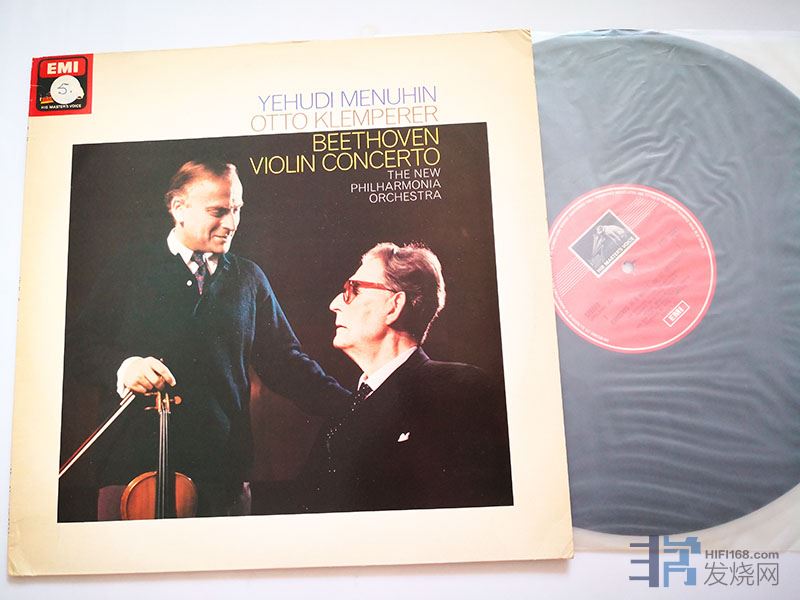 EMI
5.
HIS MASTER'S VOICE
YEHUDI MENUHIN
OTTO KLEMPERER
BEETHOVEN
VIOLIN CONCERTO
THE NEW
PHILHARMONIA
ORCHESTRA
HIS MASTER'S VOICE
EMI
HIFI168.com
发烧网